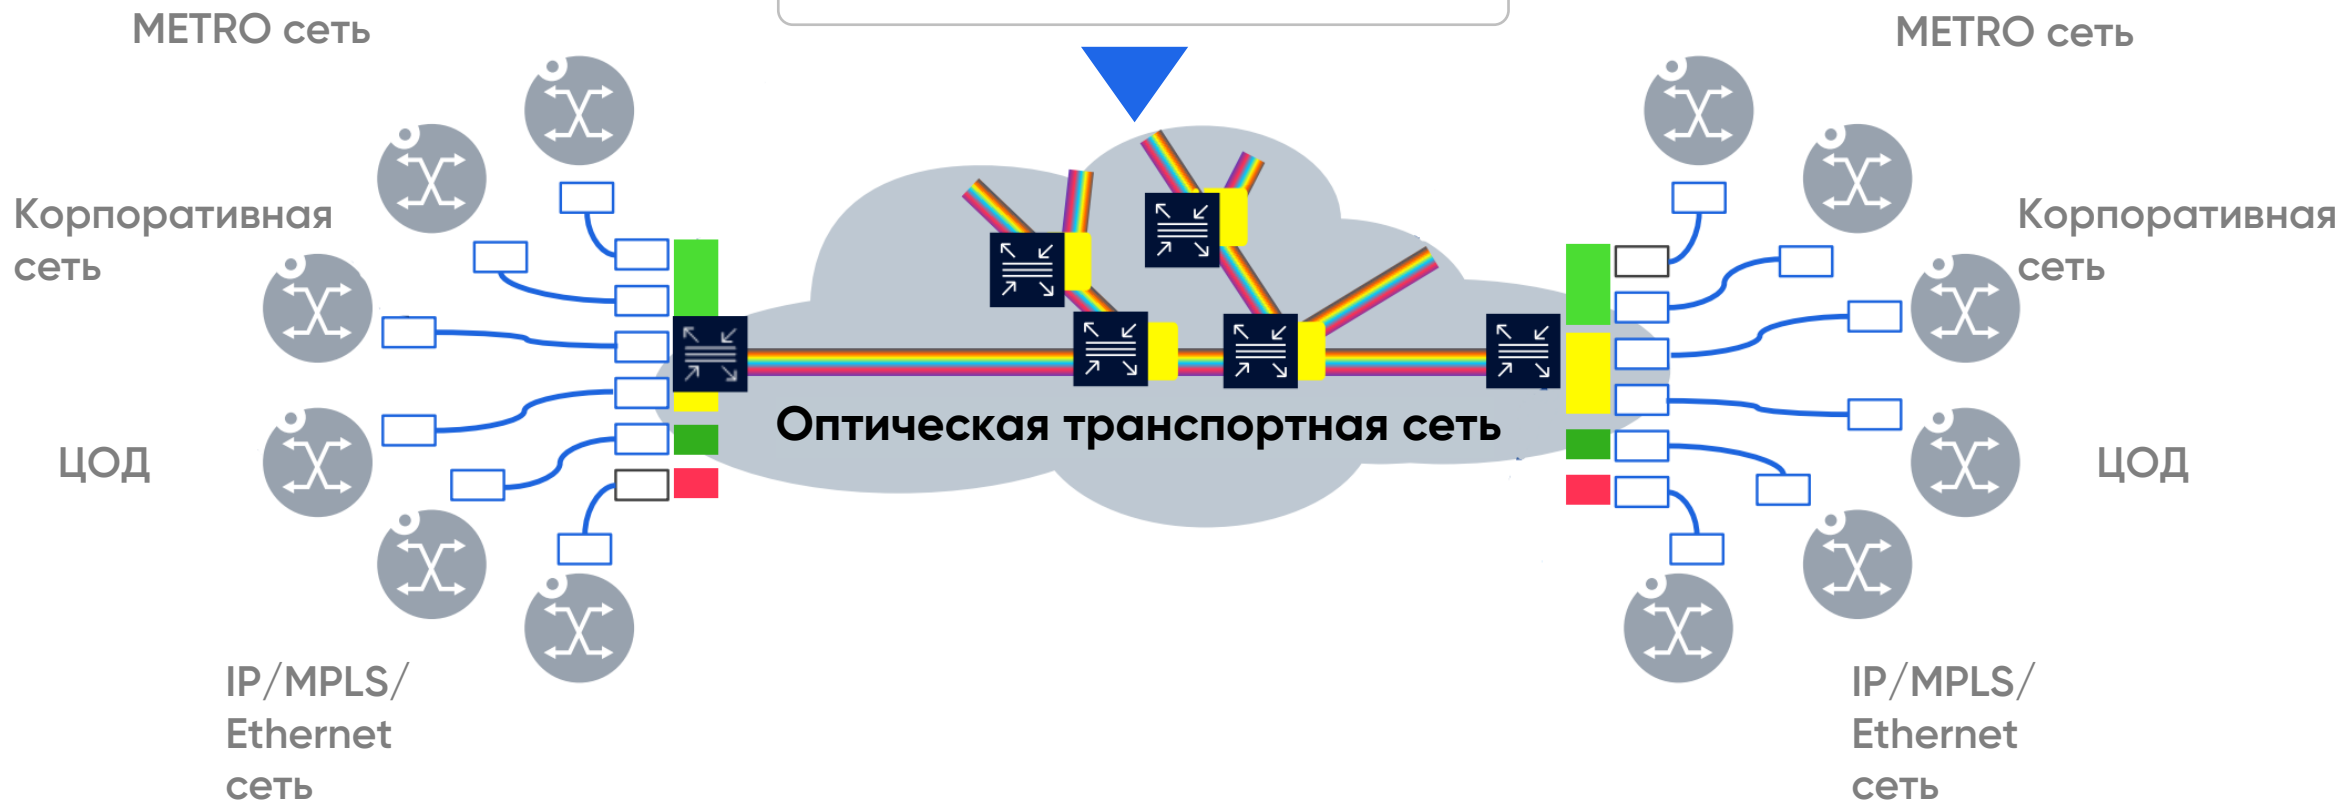 METRO сеть
METRO сеть
Корпоративная
сеть
Корпоративная
сеть
Оптическая транспортная сеть
ЦОД
ЦОД
IP/MPLS/
Ethernet
сеть
IP/MPLS/
Ethernet
сеть